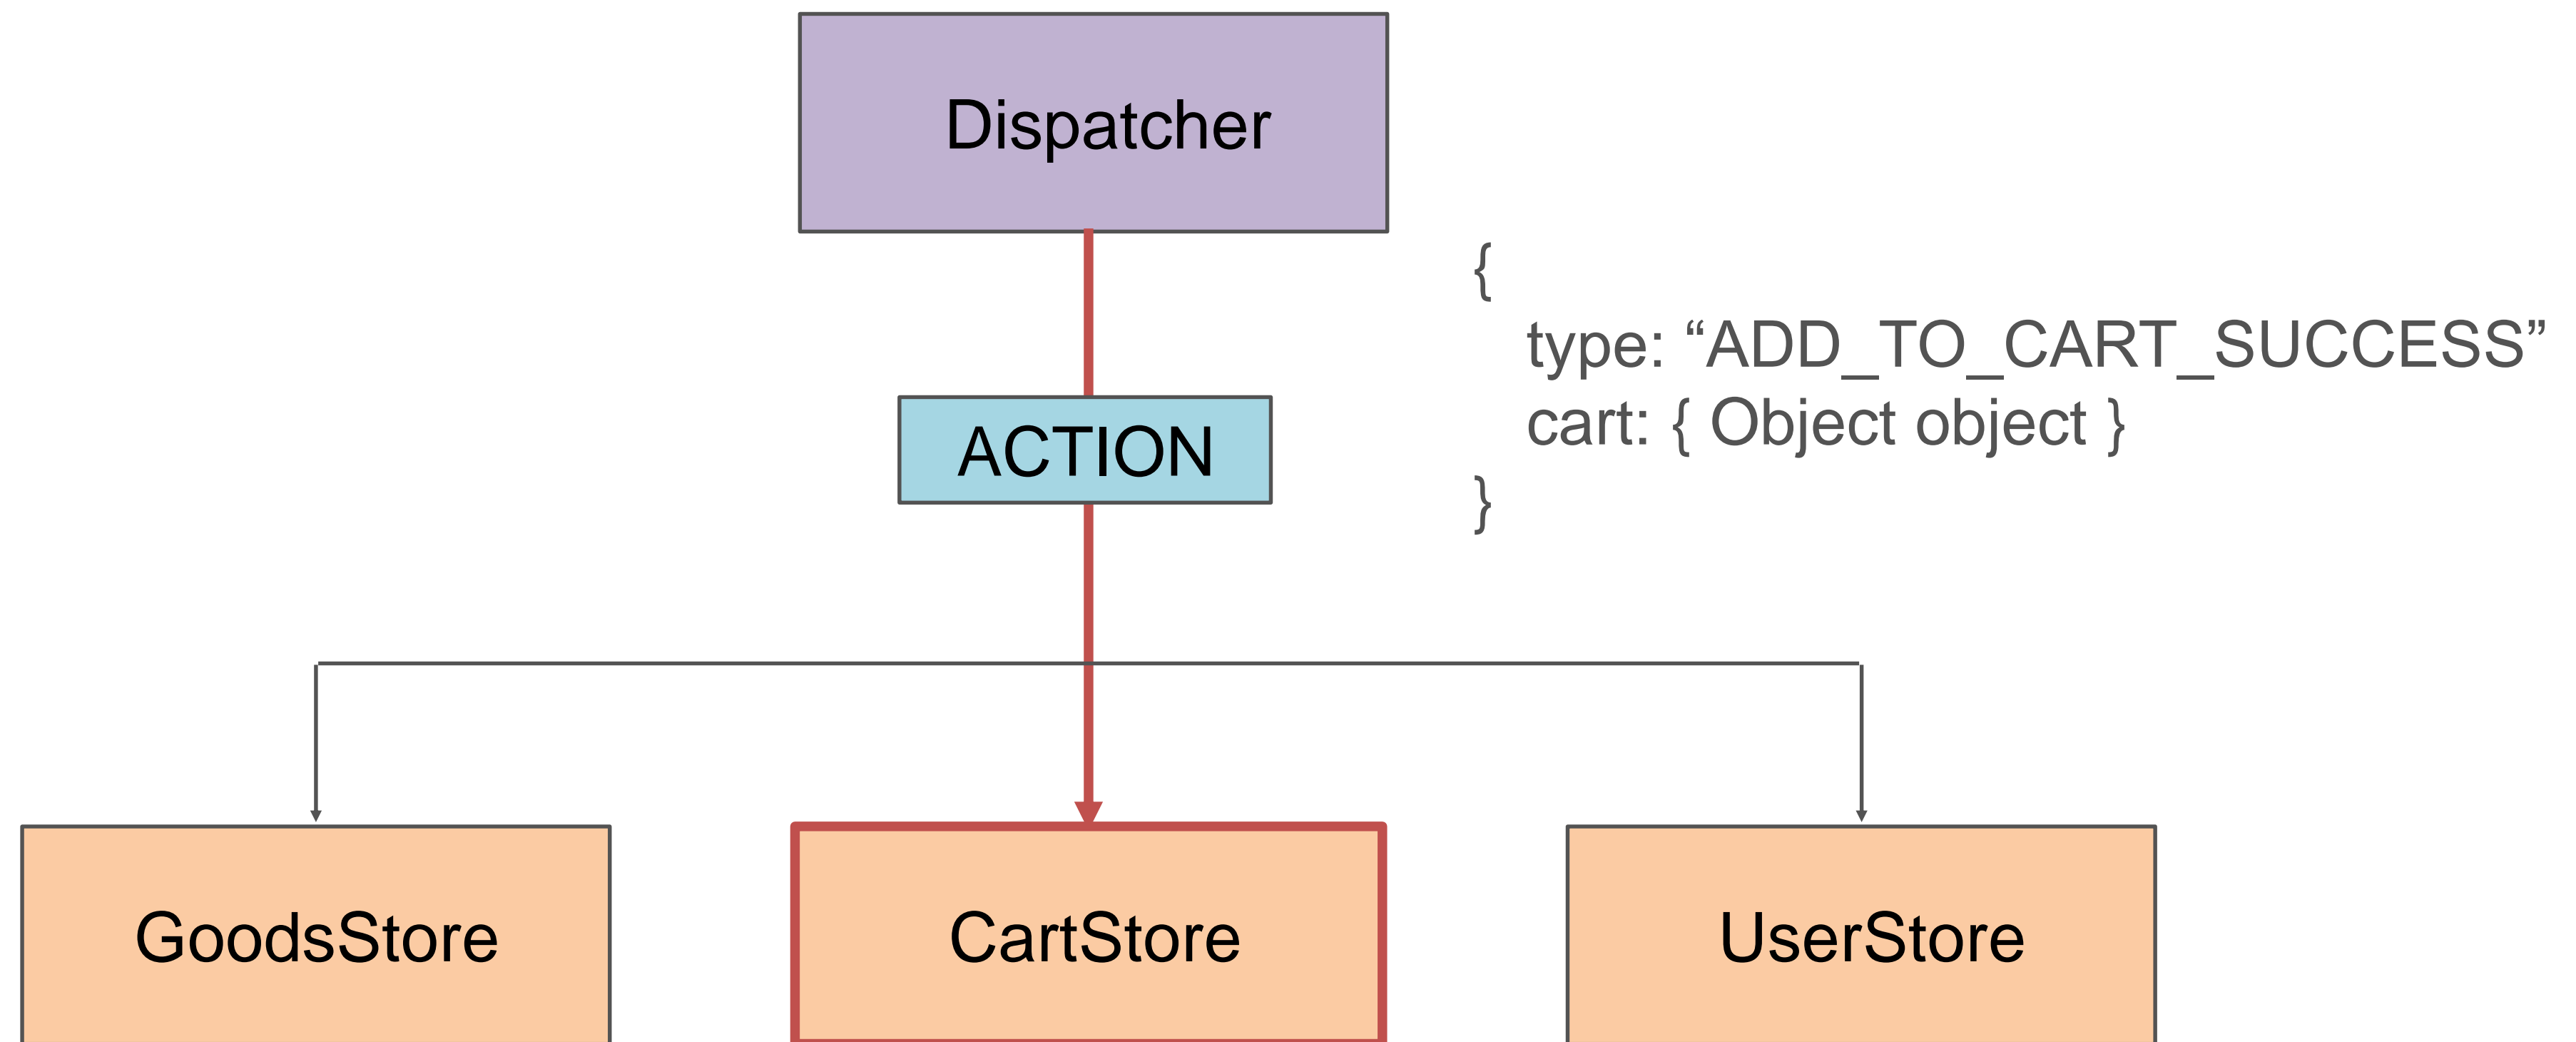 Dispatcher
{
type: “ADD_TO_CART_SUCCESS”
cart: { Object object }
}
ACTION
GoodsStore
CartStore
UserStore